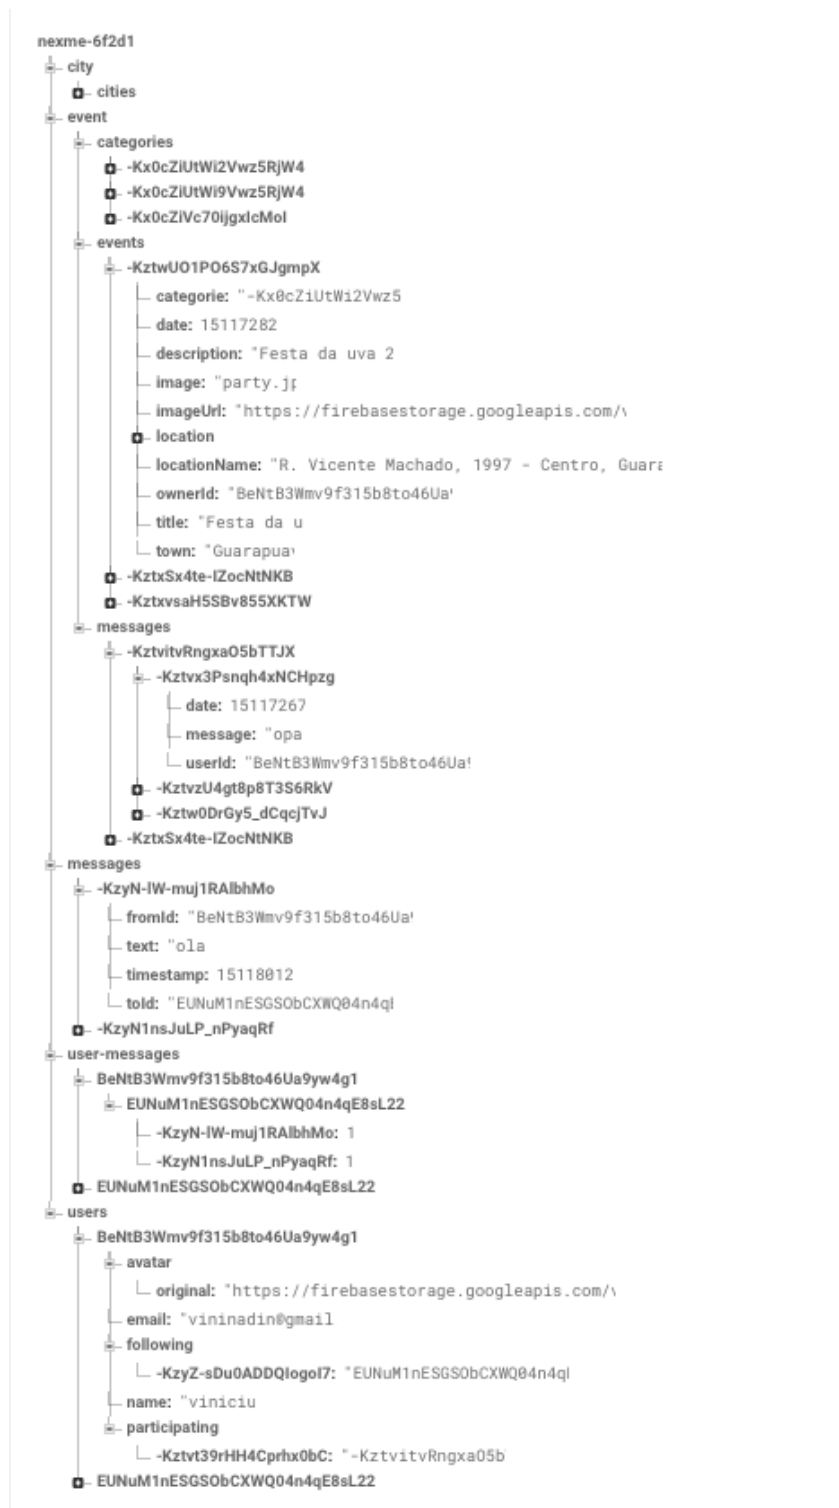 nexme-6f2d1
city
cities
event
categories
-Kx0cZiUtWi2Vwz5RjW4
-Kx0cZiUtWi9Vwz5RjW4
-Kx0cZiVc70ijgxIcMoI
events
-KztwUO1PO6S7xGJgmpX
categorie: "-Kx0cZiUtWi2Vwz5
date: 15117282
description: "Festa da uva 2
image: "party.jp
imageUrl: "https://firebasestorage.googleapis.com/v
location
locationName: "R. Vicente Machado, 1997 - Centro, Guara
ownerId: "BeNtB3Wmv9f315b8to46Ua
title: "Festa da u
town: "Guarapuav
-KztxSx4te-IZocNtNKB
-KztxvsaH5SBv855XKTW
messages
-KztvitvRngxaO5bTTJX
-Kztvx3Psnqh4xNCHpzg
date: 15117267
message: "opa
userId: "BeNtB3Wmv9f315b8to46Ua
-KztvzU4gt8p8T3S6RkV
-Kztw0DrGy5_dCqcjTvJ
-KztxSx4te-IZocNtNKB
messages
-KzyN-lW-muj1RAlbhMo
fromId: "BeNtB3Wmv9f315b8to46Ua
text: "ola
timestamp: 15118012
toId: "EUNuM1nESGSObCXWQ04n4q
-KzyN1nsJuLP_nPyaqRf
user-messages
BeNtB3Wmv9f315b8to46Ua9yw4g1
EUNuM1nESGSObCXWQ04n4qE8sL22
-KzyN-lW-muj1RAlbhMo: 1
-KzyN1nsJuLP_nPyaqRf: 1
EUNuM1nESGSObCXWQ04n4qE8sL22
users
BeNtB3Wmv9f315b8to46Ua9yw4g1
avatar
original: "https://firebasestorage.googleapis.com/v
email: "vininadin@gmail
following
-KzyZ-sDu0ADDQIogoI7: "EUNuM1nESGSObCXWQ04n4q
name: "viniciu
participating
-Kztvt39rHH4Cprhx0bC: "-KztvitvRngxaO5b
EUNuM1nESGSObCXWQ04n4qE8sL22